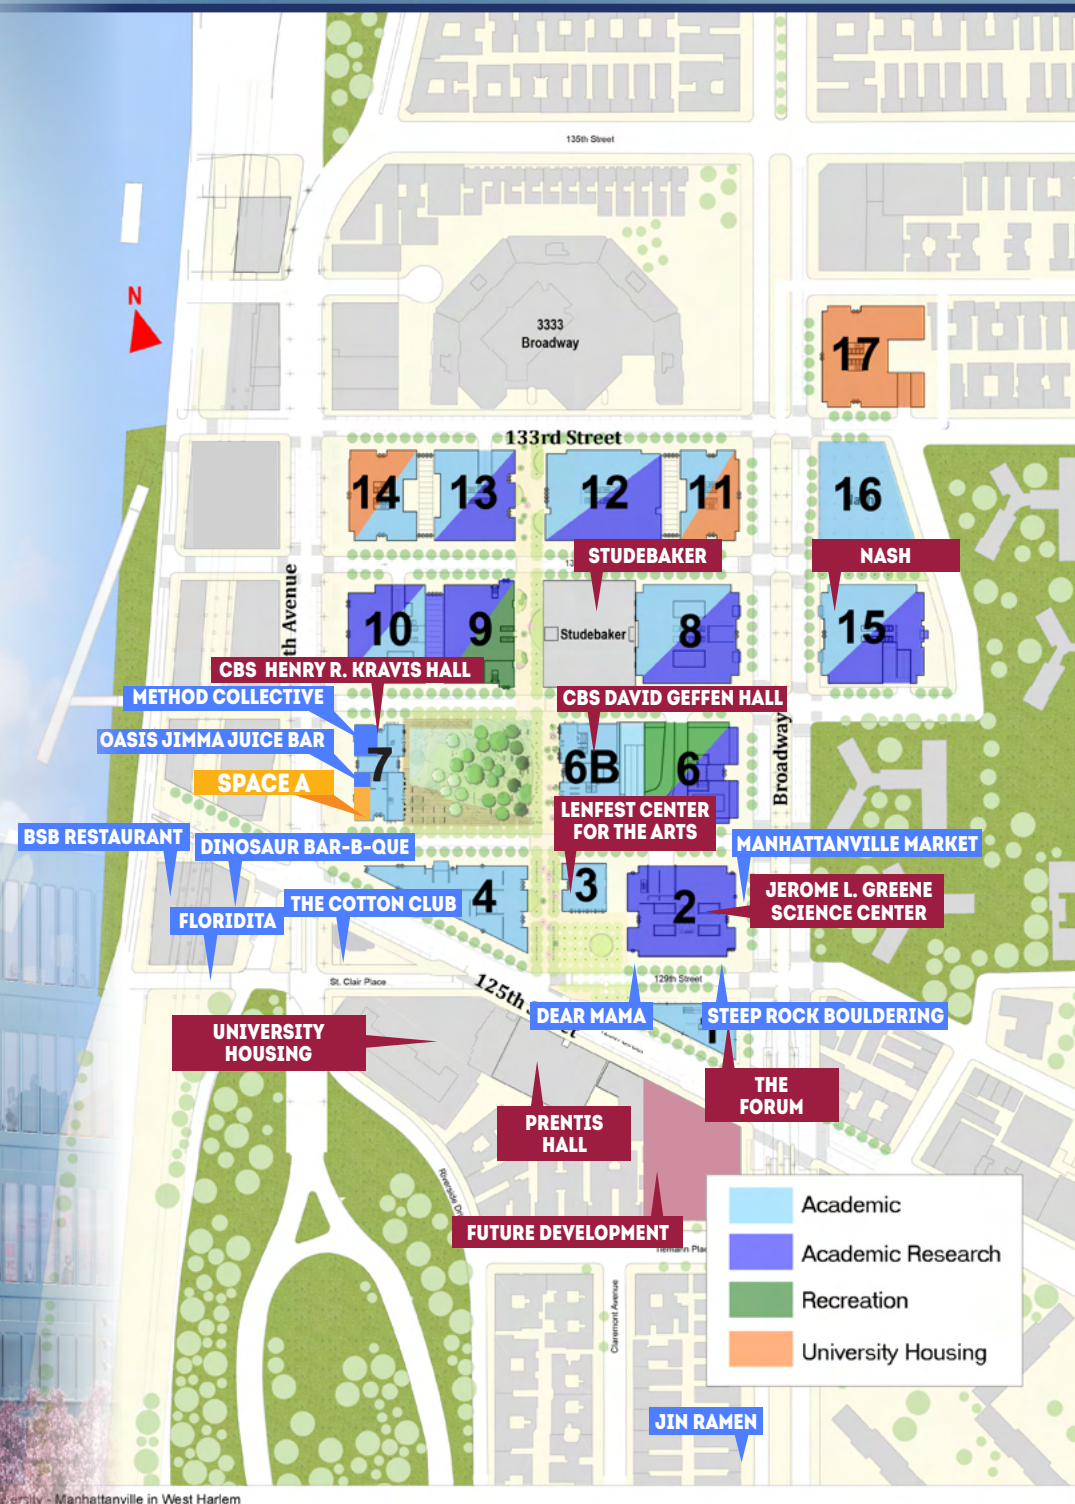 135th Street
N
3333
Broadway
17
133rd Street
14
13
12
11
16
STUDEBAKER
NASH
th Avenue
10
9
Studebaker
8
15
CBS HENRY R. KRAVIS HALL
METHOD COLLECTIVE
CBS DAVID GEFFEN HALL
OASIS JIMMA JUICE BAR
7
6B
6
Broadway
SPACE A
LENFEST CENTER
FOR THE ARTS
BSB RESTAURANT
DINOSAUR BAR-B-QUE
MANHATTANVILLE MARKET
4
3
2
THE COTTON CLUB
JEROME L. GREENE
SCIENCE CENTER
FLORIDITA
St. Clair Place
129th Street
125th
DEAR MAMA
STEEP ROCK BOULDERING
UNIVERSITY
HOUSING
1
THE
FORUM
PRENTIS
HALL
Riverside
FUTURE DEVELOPMENT
Academic
Academic Research
Recreation
University Housing
Claremont Avenue
JIN RAMEN
- Manhattanville in West Harlem